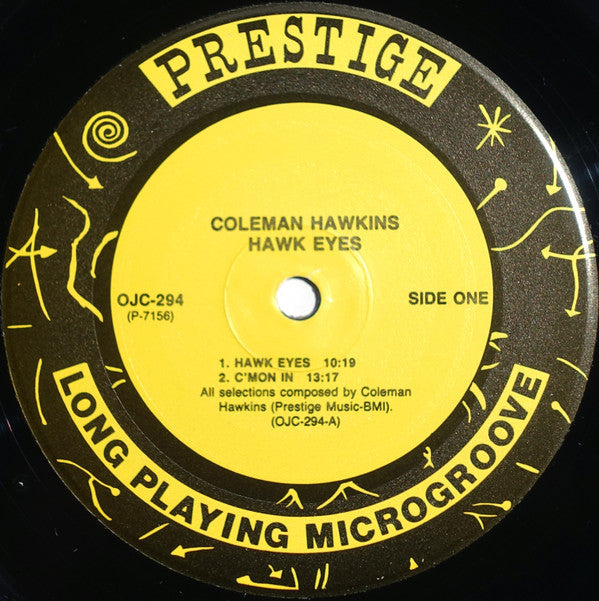 PRESTIGE
COLEMAN HAWKINS
HAWK EYES
OJC-294
(P-7156)
SIDE ONE
1. HAWK EYES 10:19
2. C'MON IN 13:17
All selections composed by Coleman
Hawkins (Prestige Music-BMI).
(OJC-294-A)
LONG PLAYING MICROGROOVE